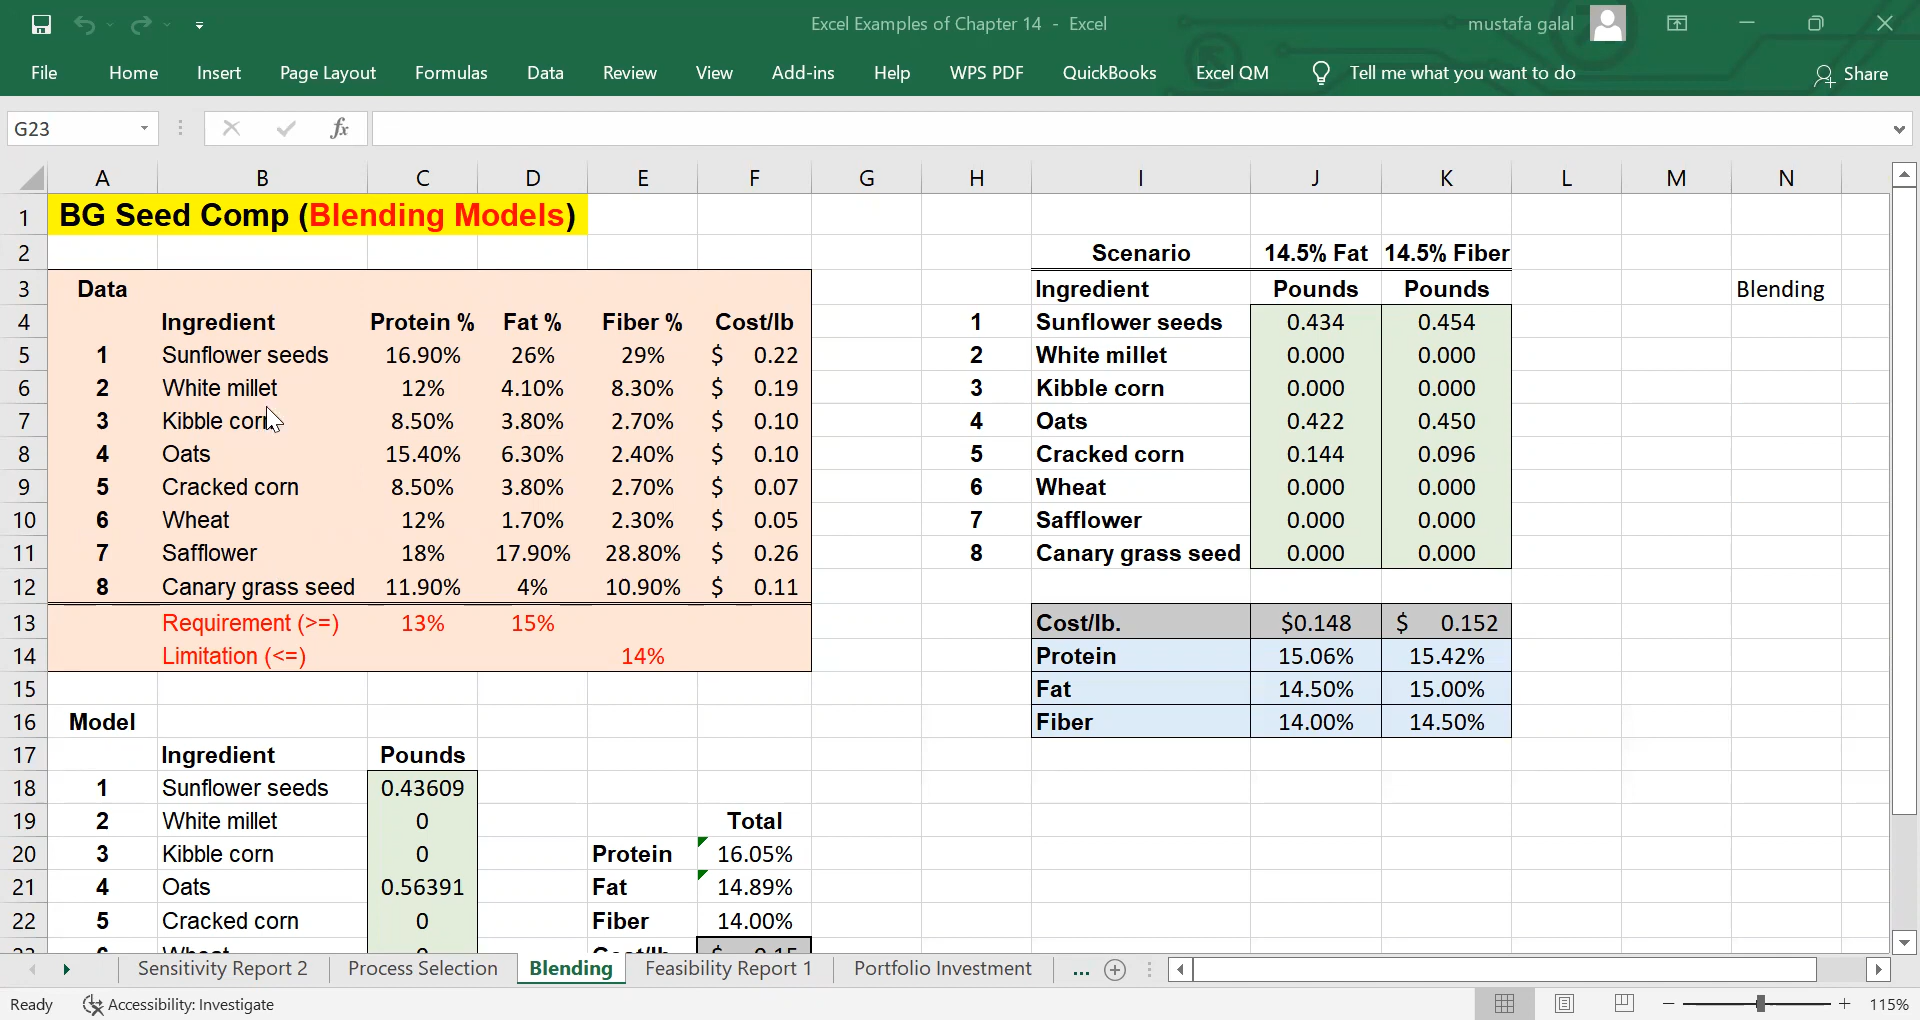 Excel Examples of Chapter 14 - Excel
mustafa galal
File Home Insert Page Layout Formulas Data Review View Add-ins Help WPS PDF QuickBooks Excel QM Tell me what you want to do Share
G23 fx
A B C D E F G H I J K L M N
1 BG Seed Comp (Blending Models)
2 Scenario 14.5% Fat 14.5% Fiber
3 Data Ingredient Pounds Pounds Blending
4 Ingredient Protein % Fat % Fiber % Cost/lb 1 Sunflower seeds 0.434 0.454
5 1 Sunflower seeds 16.90% 26% 29% $ 0.22 2 White millet 0.000 0.000
6 2 White millet 12% 4.10% 8.30% $ 0.19 3 Kibble corn 0.000 0.000
7 3 Kibble corn 8.50% 3.80% 2.70% $ 0.10 4 Oats 0.422 0.450
8 4 Oats 15.40% 6.30% 2.40% $ 0.10 5 Cracked corn 0.144 0.096
9 5 Cracked corn 8.50% 3.80% 2.70% $ 0.07 6 Wheat 0.000 0.000
10 6 Wheat 12% 1.70% 2.30% $ 0.05 7 Safflower 0.000 0.000
11 7 Safflower 18% 17.90% 28.80% $ 0.26 8 Canary grass seed 0.000 0.000
12 8 Canary grass seed 11.90% 4% 10.90% $ 0.11
13 Requirement (>=) 13% 15% Cost/lb. $0.148 $ 0.152
14 Limitation (<=) 14% Protein 15.06% 15.42%
15 Fat 14.50% 15.00%
16 Model Fiber 14.00% 14.50%
17 Ingredient Pounds
18 1 Sunflower seeds 0.43609
19 2 White millet 0 Total
20 3 Kibble corn 0 Protein 16.05%
21 4 Oats 0.56391 Fat 14.89%
22 5 Cracked corn 0 Fiber 14.00%
23 6 Wheat 0 Cost/lb $ 0.15
Sensitivity Report 2 Process Selection Blending Feasibility Report 1 Portfolio Investment ...
Ready Accessibility: Investigate 115%